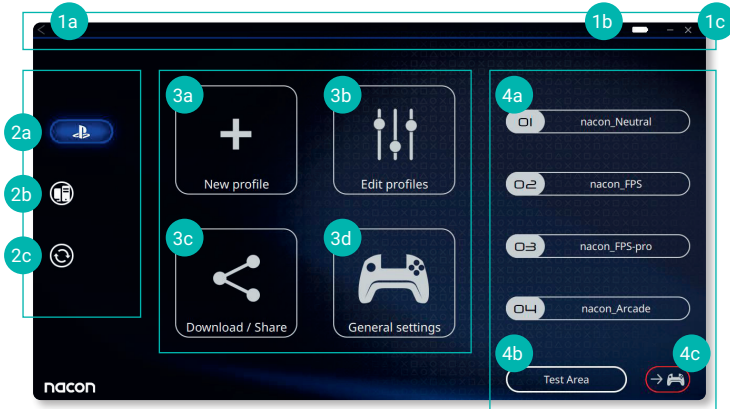 1a
1b
1c
2a
2b
2c
3a
New profile
3b
Edit profiles
3c
Download / Share
3d
General settings
4a
01 nacon_Neutral
02 nacon_FPS
03 nacon_FPS-pro
04 nacon_Arcade
4b
Test Area
4c
nacon